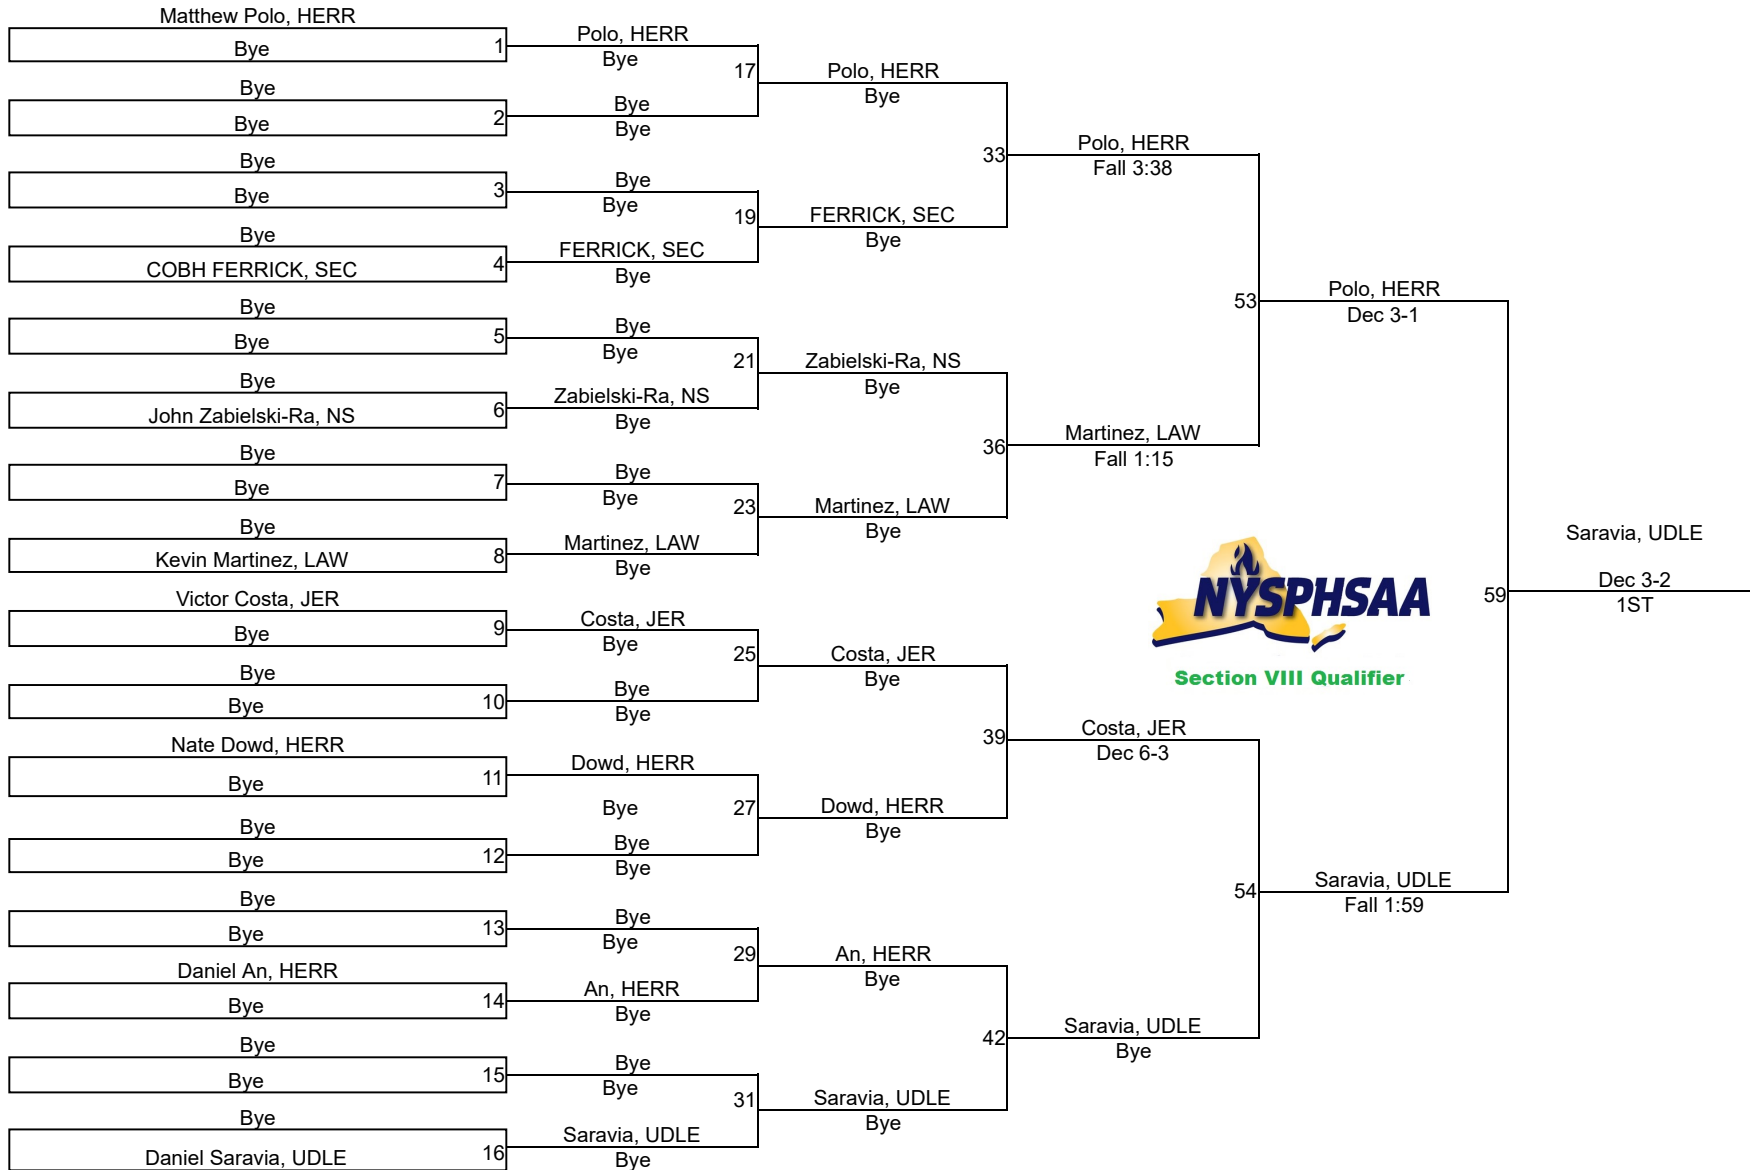 Matthew Polo, HERR
Bye 1
Bye
Bye 2
Bye
Bye 3
Bye
COBH FERRICK, SEC 4
Bye
Bye 5
Bye
John Zabielski-Ra, NS 6
Bye
Bye 7
Bye
Kevin Martinez, LAW 8
Victor Costa, JER
Bye 9
Bye
Bye 10
Nate Dowd, HERR
Bye 11
Bye
Bye 12
Bye
Bye 13
Daniel An, HERR
Bye 14
Bye
Bye 15
Bye
Daniel Saravia, UDLE 16
Polo, HERR
Bye
17
Bye
Bye
Bye
Bye
19
FERRICK, SEC
Bye
Bye
Bye
21
Zabielski-Ra, NS
Bye
Bye
Bye
23
Martinez, LAW
Bye
Costa, JER
Bye
25
Bye
Bye
Dowd, HERR
Bye
27
Bye
Bye
Bye
Bye
29
An, HERR
Bye
Bye
Bye
31
Saravia, UDLE
Bye
Polo, HERR
Bye
33
FERRICK, SEC
Bye
Zabielski-Ra, NS
Bye
36
Martinez, LAW
Bye
Costa, JER
Bye
39
Dowd, HERR
Bye
An, HERR
Bye
42
Saravia, UDLE
Bye
Polo, HERR
Fall 3:38
53
Martinez, LAW
Fall 1:15
NYSPHSAA
Section VIII Qualifier
Costa, JER
Dec 6-3
54
Saravia, UDLE
Bye
Polo, HERR
Dec 3-1
59
Saravia, UDLE
Fall 1:59
Saravia, UDLE
Dec 3-2
1ST